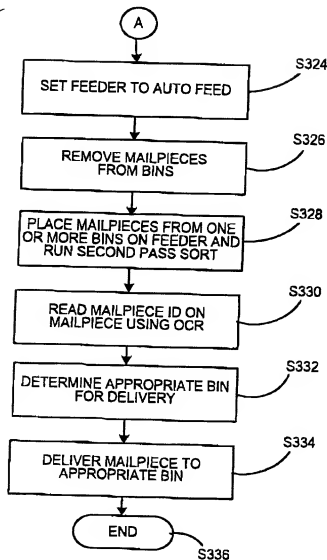 A
S324
SET FEEDER TO AUTO FEED
S326
REMOVE MAILPIECES
FROM BINS
S328
PLACE MAILPIECES FROM ONE
OR MORE BINS ON FEEDER AND
RUN SECOND PASS SORT
S330
READ MAILPIECE ID ON
MAILPIECE USING OCR
S332
DETERMINE APPROPRIATE BIN
FOR DELIVERY
S334
DELIVER MAILPIECE TO
APPROPRIATE BIN
END
S336